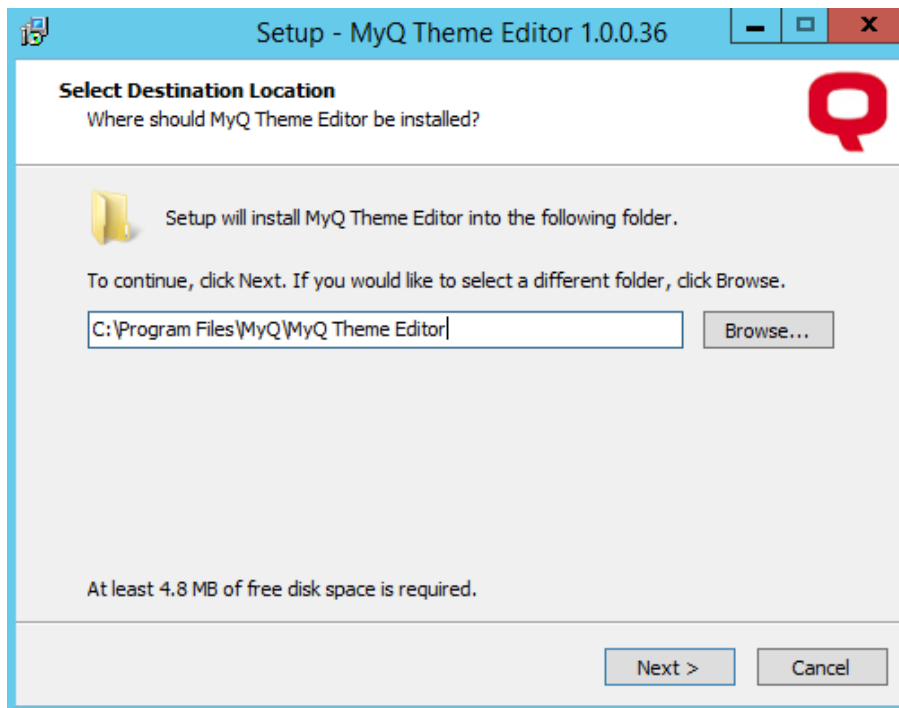 Setup - MyQ Theme Editor 1.0.0.36
Select Destination Location
Where should MyQ Theme Editor be installed?
Setup will install MyQ Theme Editor into the following folder.
To continue, click Next. If you would like to select a different folder, click Browse.
C:\Program Files\MyQ\MyQ Theme Editor
Browse...
At least 4.8 MB of free disk space is required.
Next >
Cancel